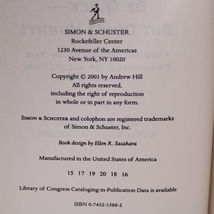 SIMON & SCHUSTER
Rockefeller Center
1230 Avenue of the Americas
New York, NY 10020
Copyright © 2001 by Andrew Hill
All rights reserved,
including the right of reproduction
in whole or in part in any form.
SIMON & SCHUSTER and colophon are registered trademarks
of Simon & Schuster, Inc.
Book design by Ellen R. Sasahara
Manufactured in the United States of America
15 17 19 20 18 16
Library of Congress Cataloging-in-Publication Data is available
ISBN 0-7432-1388-2